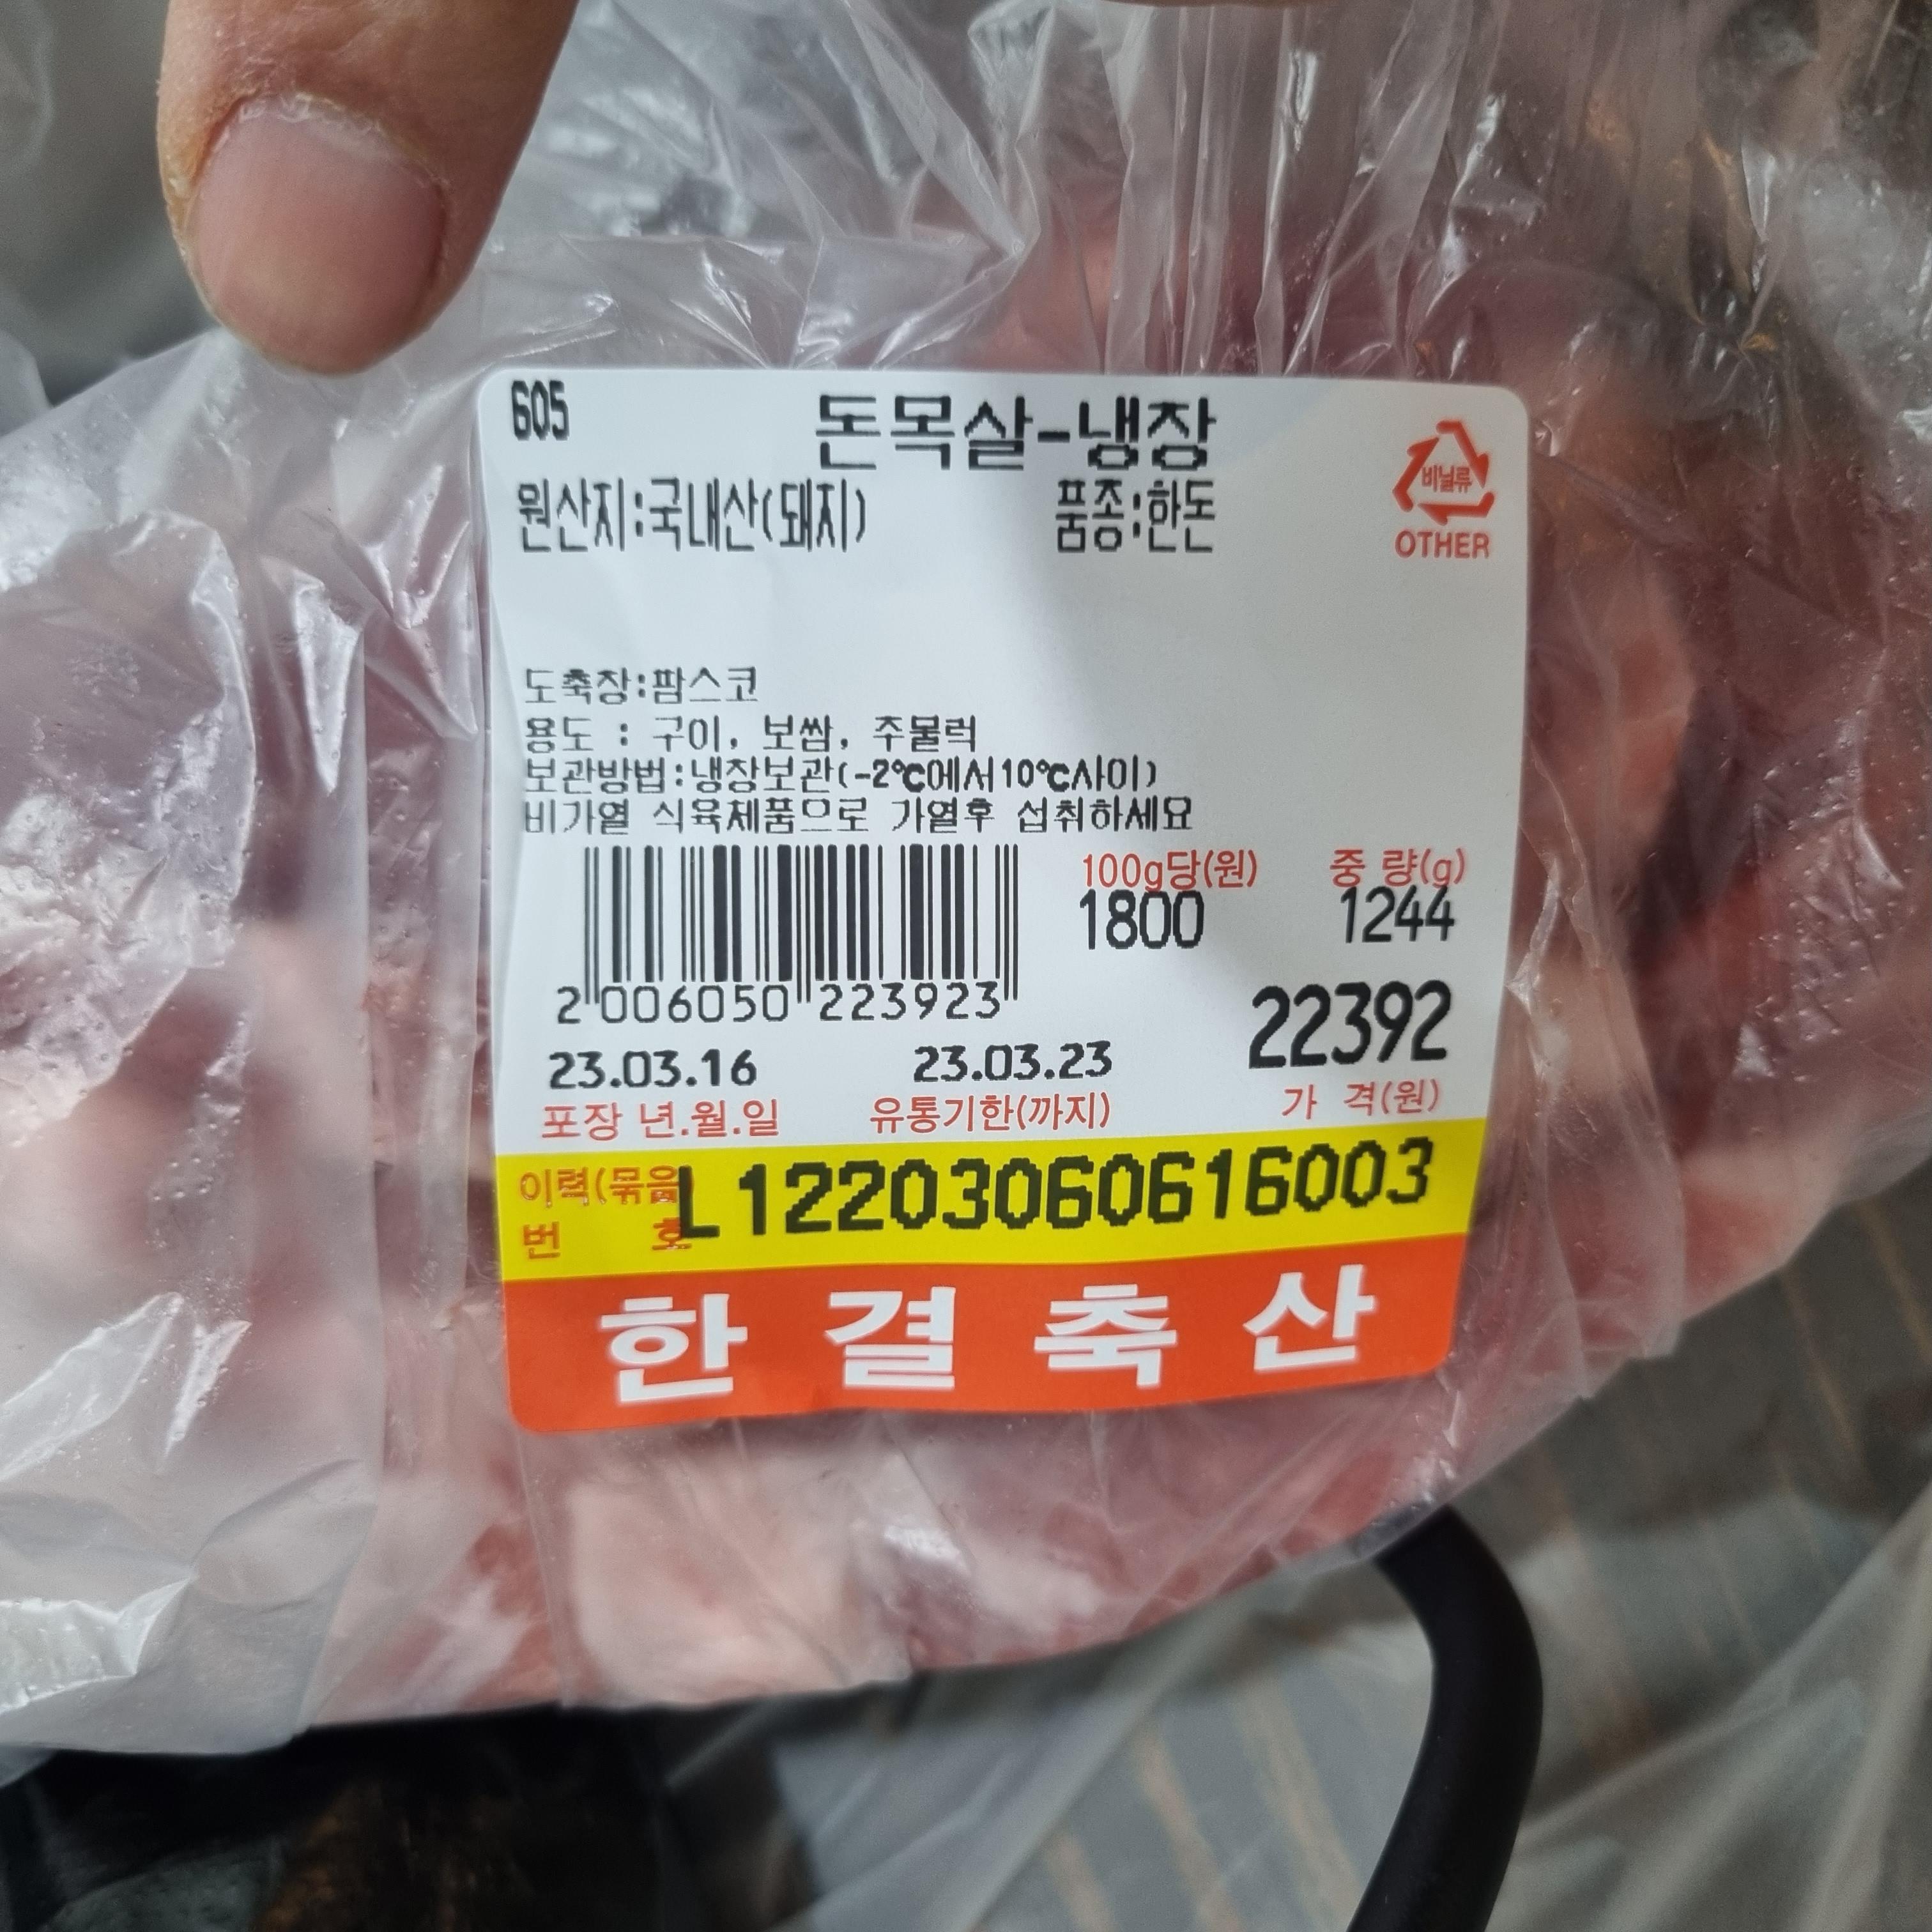 605
돈목살-냉장
원산지:국내산(돼지) 품종:한돈
비닐류
OTHER
도축장:팜스코
용도 : 구이, 보쌈, 주물럭
보관방법:냉장보관(-2℃에서10℃사이)
비가열 식육제품으로 가열후 섭취하세요
100g당(원) 중 량(g)
1800 1244
2 006050 223923
22392
가 격(원)
23.03.16 23.03.23
포장 년.월.일 유통기한(까지)
이력(묶음)
번 호
L12203060616003
한결축산